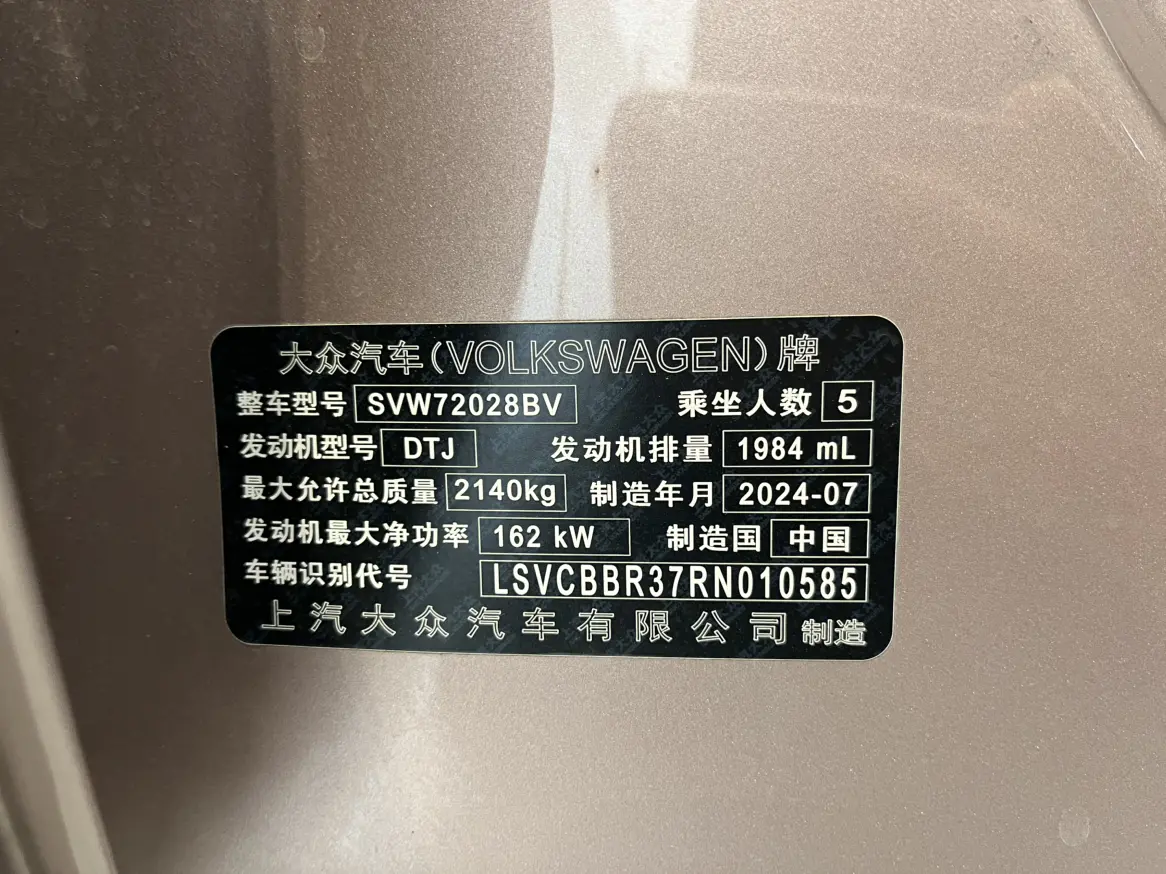 大众汽车(VOLKSWAGEN)牌
整车型号 SVW72028BV 乘坐人数 5
发动机型号 DTJ 发动机排量 1984 mL
最大允许总质量 2140kg 制造年月 2024-07
发动机最大净功率 162 kW 制造国 中国
车辆识别代号 LSVCBBR37RN010585
上汽大众汽车有限公司 制造